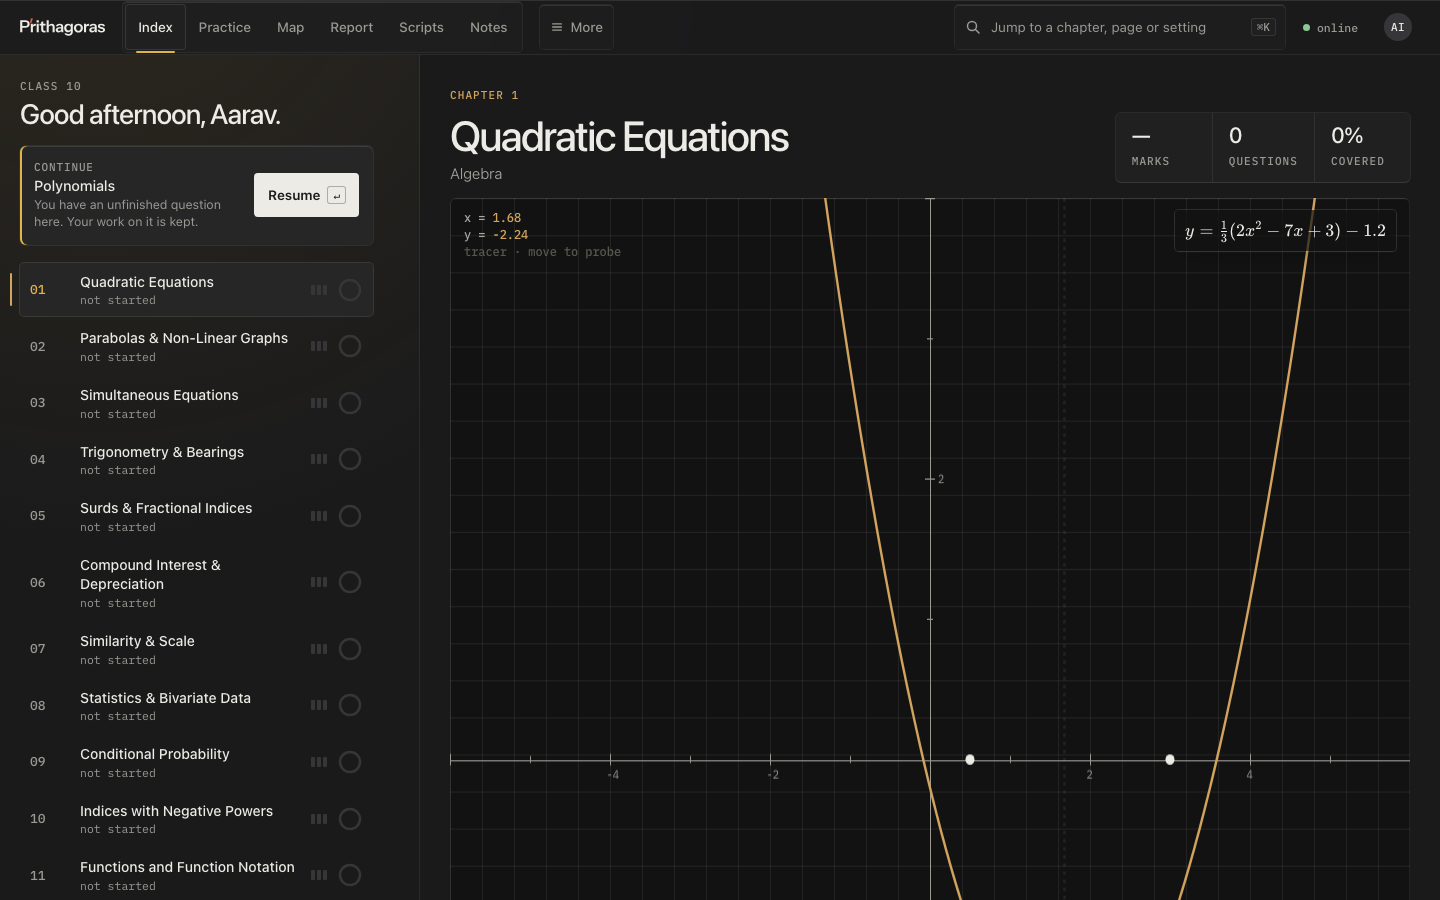 Prithagoras
Index
Practice
Map
Report
Scripts
Notes
More
Jump to a chapter, page or setting
⌘K
online
AI
CLASS 10
Good afternoon, Aarav.
CONTINUE
Polynomials
You have an unfinished question
here. Your work on it is kept.
Resume ↵
01
Quadratic Equations
not started
02
Parabolas & Non-Linear Graphs
not started
03
Simultaneous Equations
not started
04
Trigonometry & Bearings
not started
05
Surds & Fractional Indices
not started
06
Compound Interest &
Depreciation
not started
07
Similarity & Scale
not started
08
Statistics & Bivariate Data
not started
09
Conditional Probability
not started
10
Indices with Negative Powers
not started
11
Functions and Function Notation
not started
CHAPTER 1
Quadratic Equations
Algebra
—
MARKS
0
QUESTIONS
0%
COVERED
x = 1.68
y = -2.24
tracer · move to probe
y = 1/3(2x² − 7x + 3) − 1.2
2
-4
-2
2
4